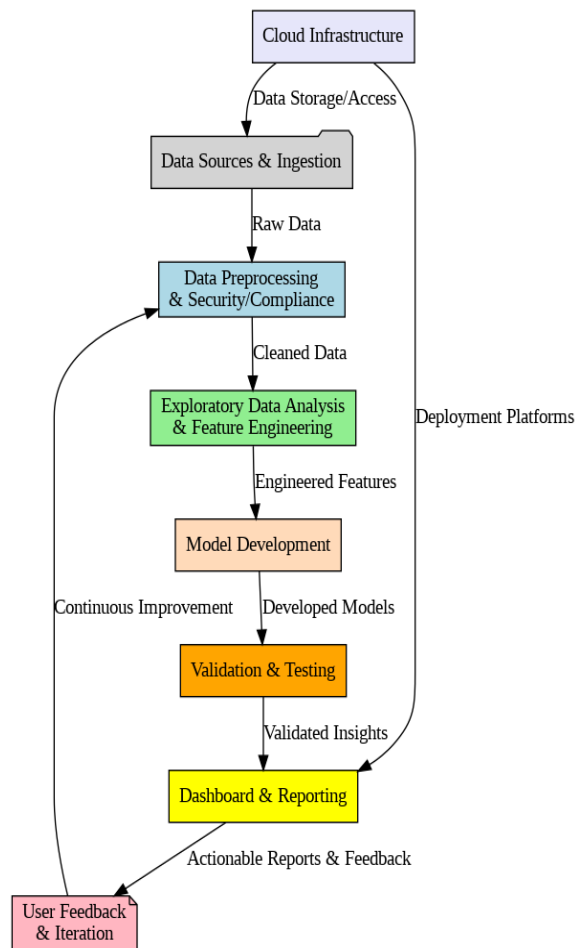 Cloud Infrastructure
Data Storage/Access
Data Sources & Ingestion
Raw Data
Data Preprocessing
& Security/Compliance
Cleaned Data
Exploratory Data Analysis
& Feature Engineering
Deployment Platforms
Engineered Features
Model Development
Continuous Improvement
Developed Models
Validation & Testing
Validated Insights
Dashboard & Reporting
Actionable Reports & Feedback
User Feedback
& Iteration